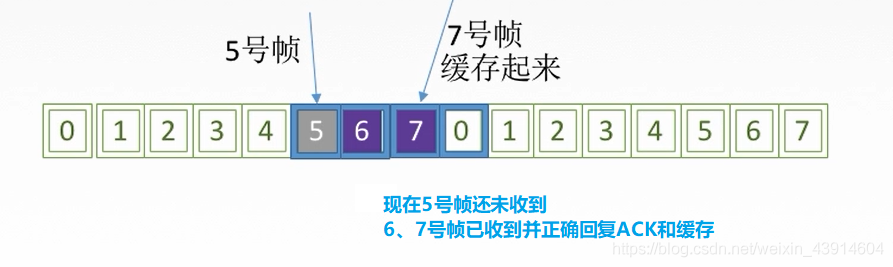 5号帧
7号帧
缓存起来
0 1 2 3 4 5 6 7 0 1 2 3 4 5 6 7
现在5号帧还未收到
6、7号帧已收到并正确回复ACK和缓存
https://blog.csdn.net/weixin_43914604